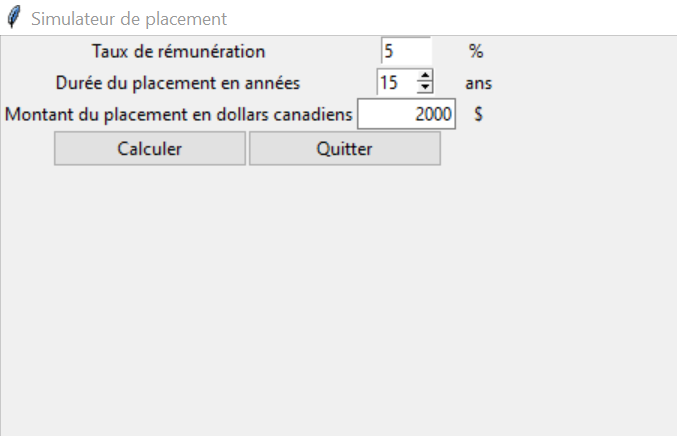 Simulateur de placement
Taux de rémunération 5 %
Durée du placement en années 15 ans
Montant du placement en dollars canadiens 2000 $
Calculer Quitter